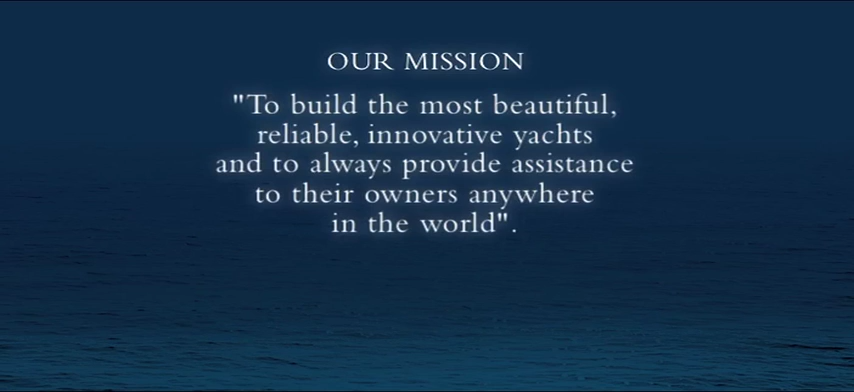 OUR MISSION
"To build the most beautiful,
reliable, innovative yachts
and to always provide assistance
to their owners anywhere
in the world".